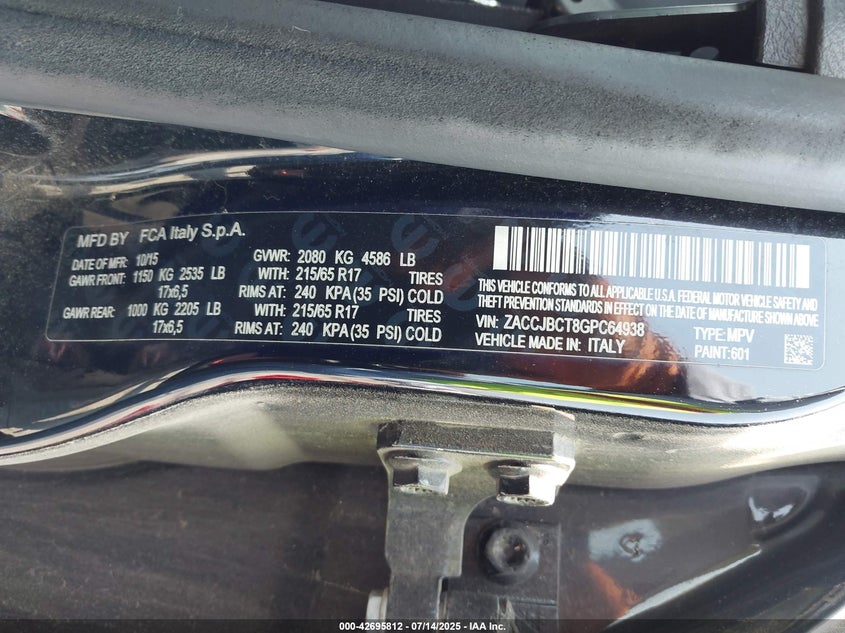 MFD BY FCA Italy S.p.A.
DATE OF MFR: 10/15 GVWR: 2080 KG 4586 LB
GAWR FRONT: 1150 KG 2535 LB WITH: 215/65 R17 TIRES
17x6,5 RIMS AT: 240 KPA(35 PSI) COLD
GAWR REAR: 1000 KG 2205 LB WITH: 215/65 R17 TIRES
17x6,5 RIMS AT: 240 KPA(35 PSI) COLD
THIS VEHICLE CONFORMS TO ALL APPLICABLE U.S.A. FEDERAL MOTOR VEHICLE SAFETY AND
THEFT PREVENTION STANDARDS IN EFFECT ON THE DATE OF MANUFACTURE SHOWN ABOVE
VIN: ZACCJBCT8GPC64938 TYPE: MPV
VEHICLE MADE IN: ITALY PAINT: 601
000-42695812 - 07/14/2025 - IAA Inc.